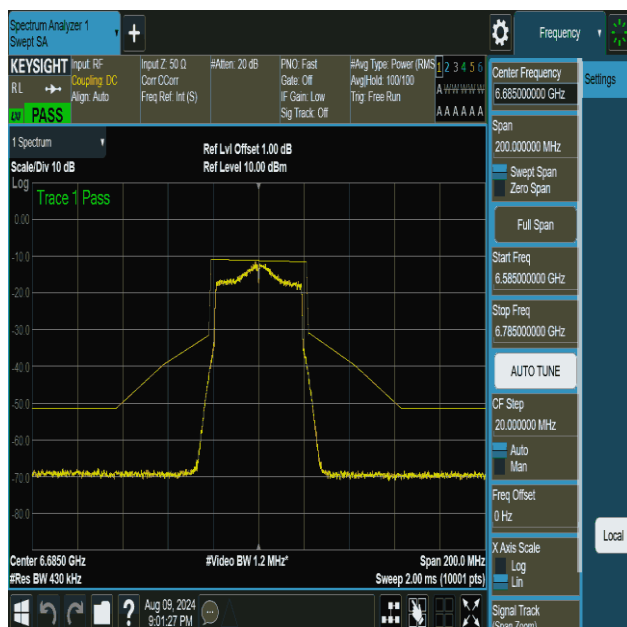 Spectrum Analyzer 1
Swept SA
+
Frequency
KEYSIGHT
RL
PASS
Input: RF
Coupling: DC
Align: Auto
Input Z: 50 Ω
Corr CCorr
Freq Ref: Int (S)
#Atten: 20 dB
PNO: Fast
Gate: Off
IF Gain: Low
Sig Track: Off
#Avg Type: Power (RMS
Avg|Hold: 100/100
Trig: Free Run
1 2 3 4 5 6
A W W W W W
A A A A A A
1 Spectrum
Scale/Div 10 dB
Ref Lvl Offset 1.00 dB
Ref Level 10.00 dBm
Log
Trace 1 Pass
0.00
-10.0
-20.0
-30.0
-40.0
-50.0
-60.0
-70.0
-80.0
Center 6.6850 GHz
#Res BW 430 kHz
#Video BW 1.2 MHz*
Span 200.0 MHz
Sweep 2.00 ms (10001 pts)
Center Frequency
6.685000000 GHz
Settings
Span
200.000000 MHz
Swept Span
Zero Span
Full Span
Start Freq
6.585000000 GHz
Stop Freq
6.785000000 GHz
AUTO TUNE
CF Step
20.000000 MHz
Auto
Man
Freq Offset
0 Hz
X Axis Scale
Log
Lin
Local
Signal Track
(Span Zoom)
?
Aug 09, 2024
9:01:27 PM